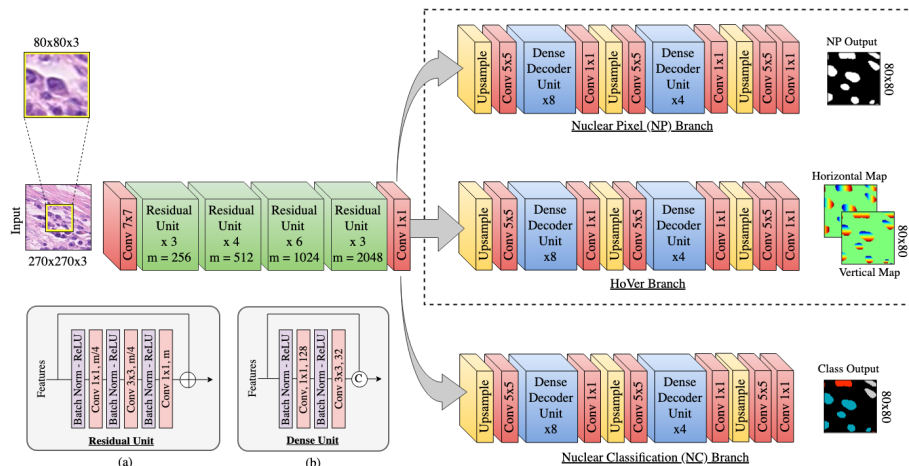 80x80x3
Input
270x270x3
Conv 7x7
Residual
Unit
x 3
m = 256
Residual
Unit
x 4
m = 512
Residual
Unit
x 6
m = 1024
Residual
Unit
x 3
m = 2048
Conv 1x1
Upsample
Conv 5x5
Dense
Decoder
Unit
x8
Conv 1x1
Upsample
Conv 5x5
Dense
Decoder
Unit
x4
Conv 1x1
Upsample
Conv 5x5
Conv 1x1
Nuclear Pixel (NP) Branch
NP Output
80x80
Upsample
Conv 5x5
Dense
Decoder
Unit
x8
Conv 1x1
Upsample
Conv 5x5
Dense
Decoder
Unit
x4
Conv 1x1
Upsample
Conv 5x5
Conv 1x1
HoVer Branch
Horizontal Map
80x80
Vertical Map
Upsample
Conv 5x5
Dense
Decoder
Unit
x8
Conv 1x1
Upsample
Conv 5x5
Dense
Decoder
Unit
x4
Conv 1x1
Upsample
Conv 5x5
Conv 1x1
Nuclear Classification (NC) Branch
Class Output
80x80
Features
Batch Norm - ReLU
Conv 1x1, m/4
Batch Norm - ReLU
Conv 3x3, m/4
Batch Norm - ReLU
Conv 1x1, m
Residual Unit
(a)
Features
Batch Norm - ReLU
Conv, 1x1, 128
Batch Norm - ReLU
Conv 3x3, 32
C
Dense Unit
(b)